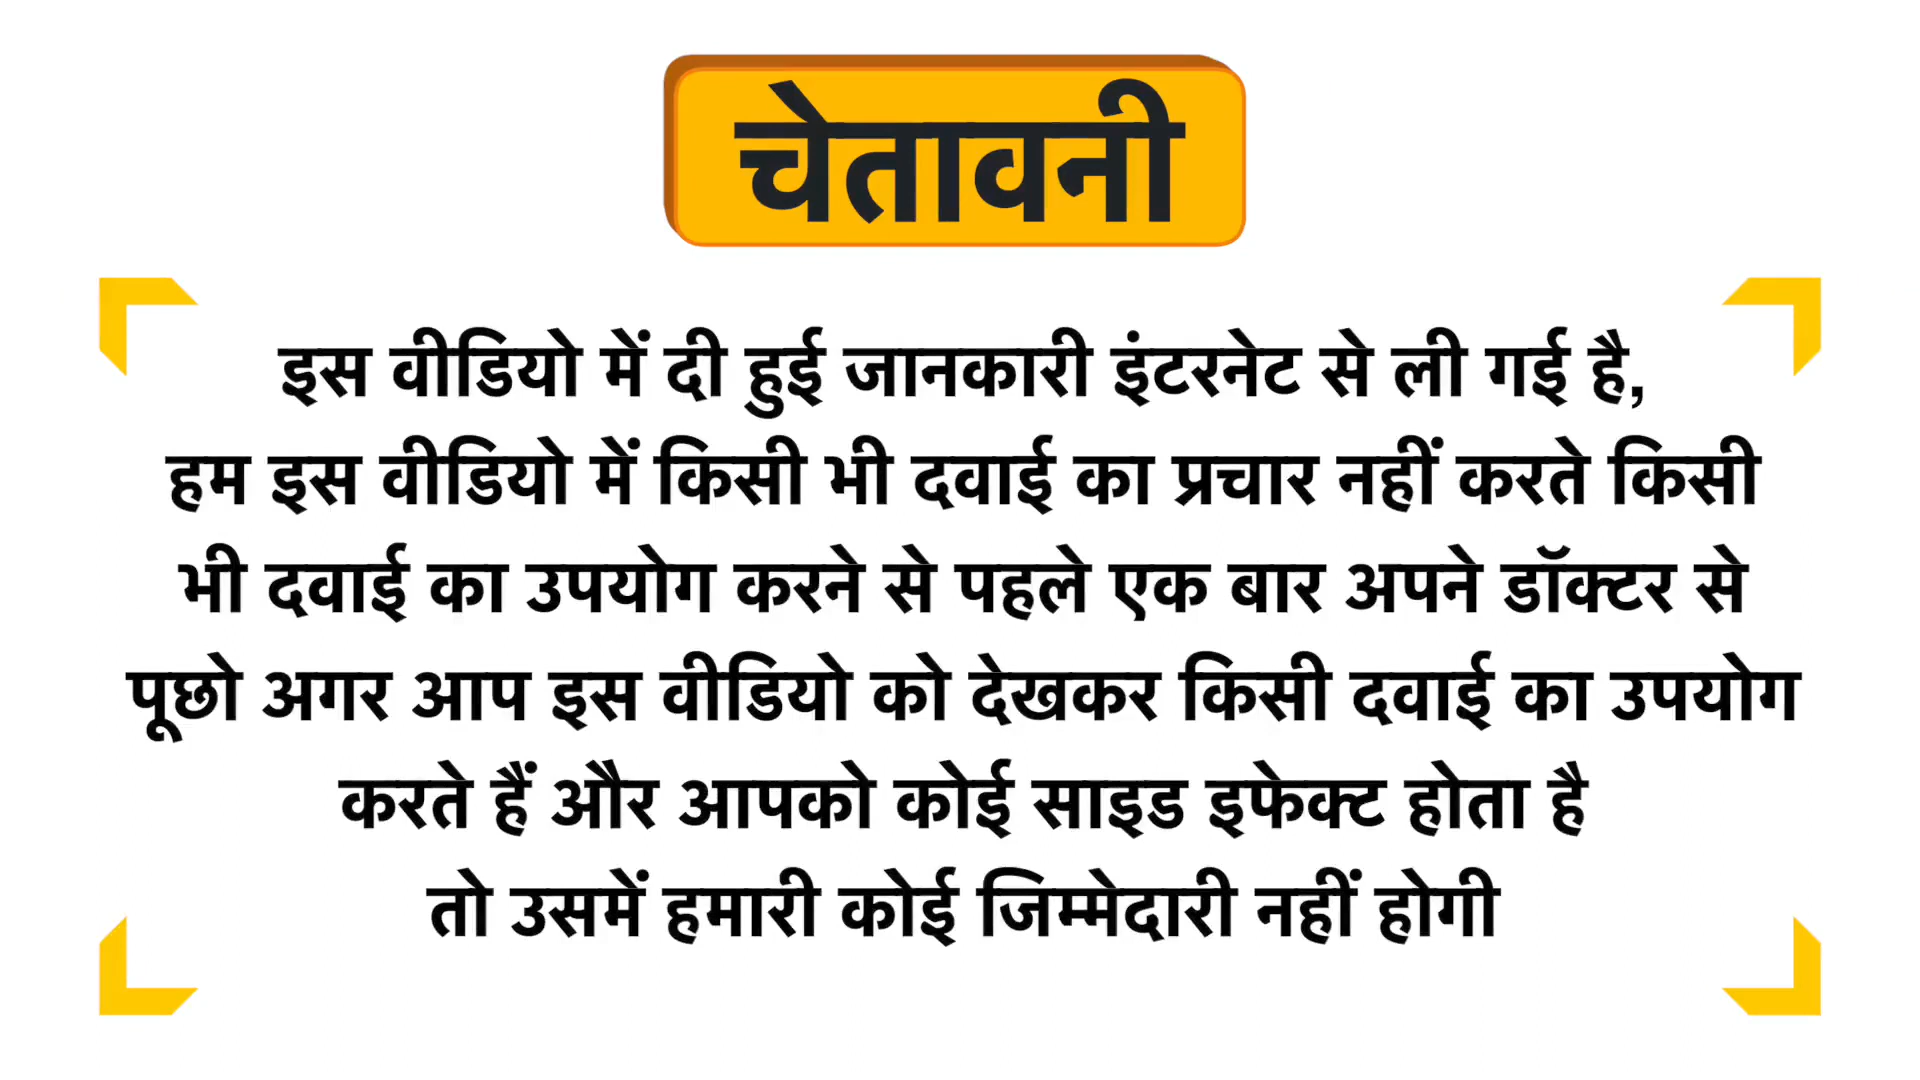 चेतावनी
इस वीडियो में दी हुई जानकारी इंटरनेट से ली गई है,
हम इस वीडियो में किसी भी दवाई का प्रचार नहीं करते किसी
भी दवाई का उपयोग करने से पहले एक बार अपने डॉक्टर से
पूछो अगर आप इस वीडियो को देखकर किसी दवाई का उपयोग
करते हैं और आपको कोई साइड इफेक्ट होता है
तो उसमें हमारी कोई जिम्मेदारी नहीं होगी